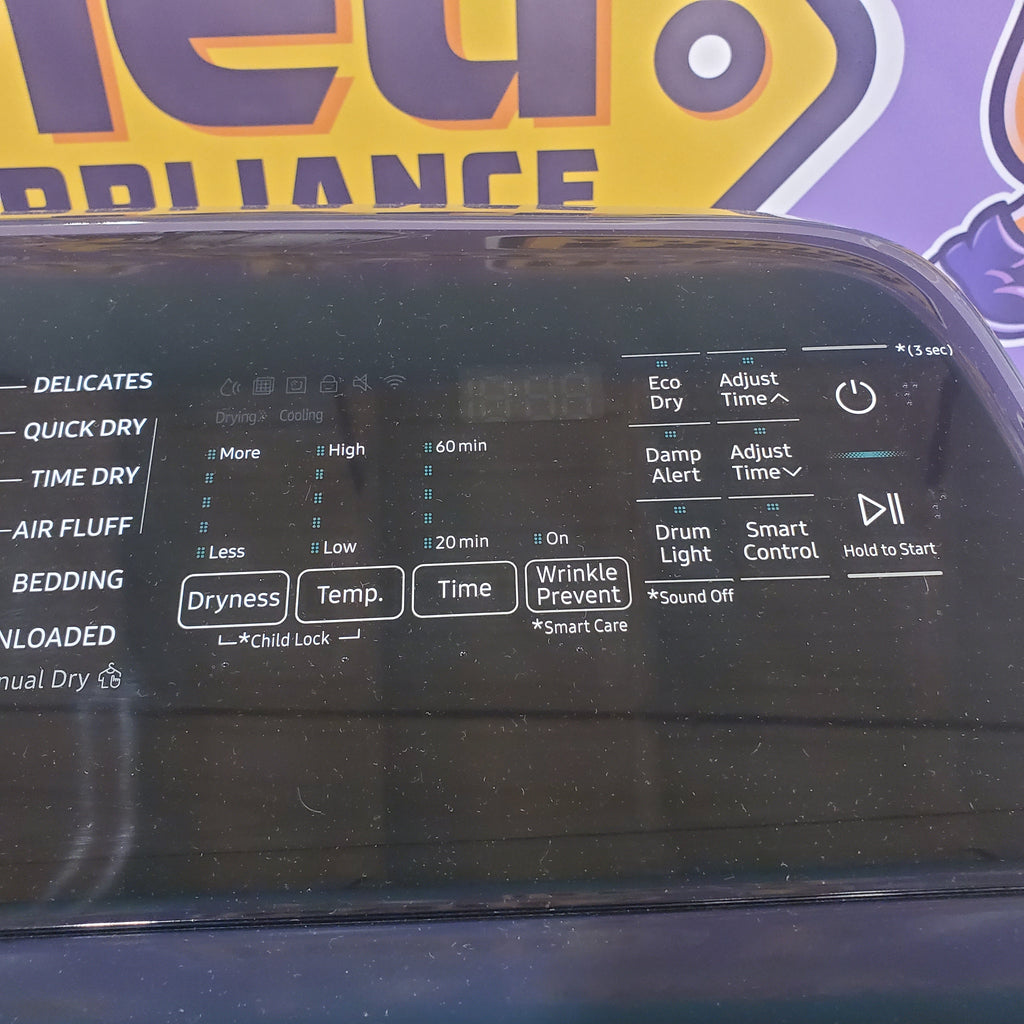 APPLIANCE
*(3 sec)
DELICATES
QUICK DRY
TIME DRY
AIR FLUFF
BEDDING
Drying
Cooling
More
High
60 min
Less
Low
20 min
On
Dryness
Temp.
Time
Wrinkle
Prevent
*Child Lock
*Smart Care
Eco
Dry
Adjust
Time
Damp
Alert
Adjust
Time
Drum
Light
Smart
Control
*Sound Off
Hold to Start
NLOADED
nual Dry